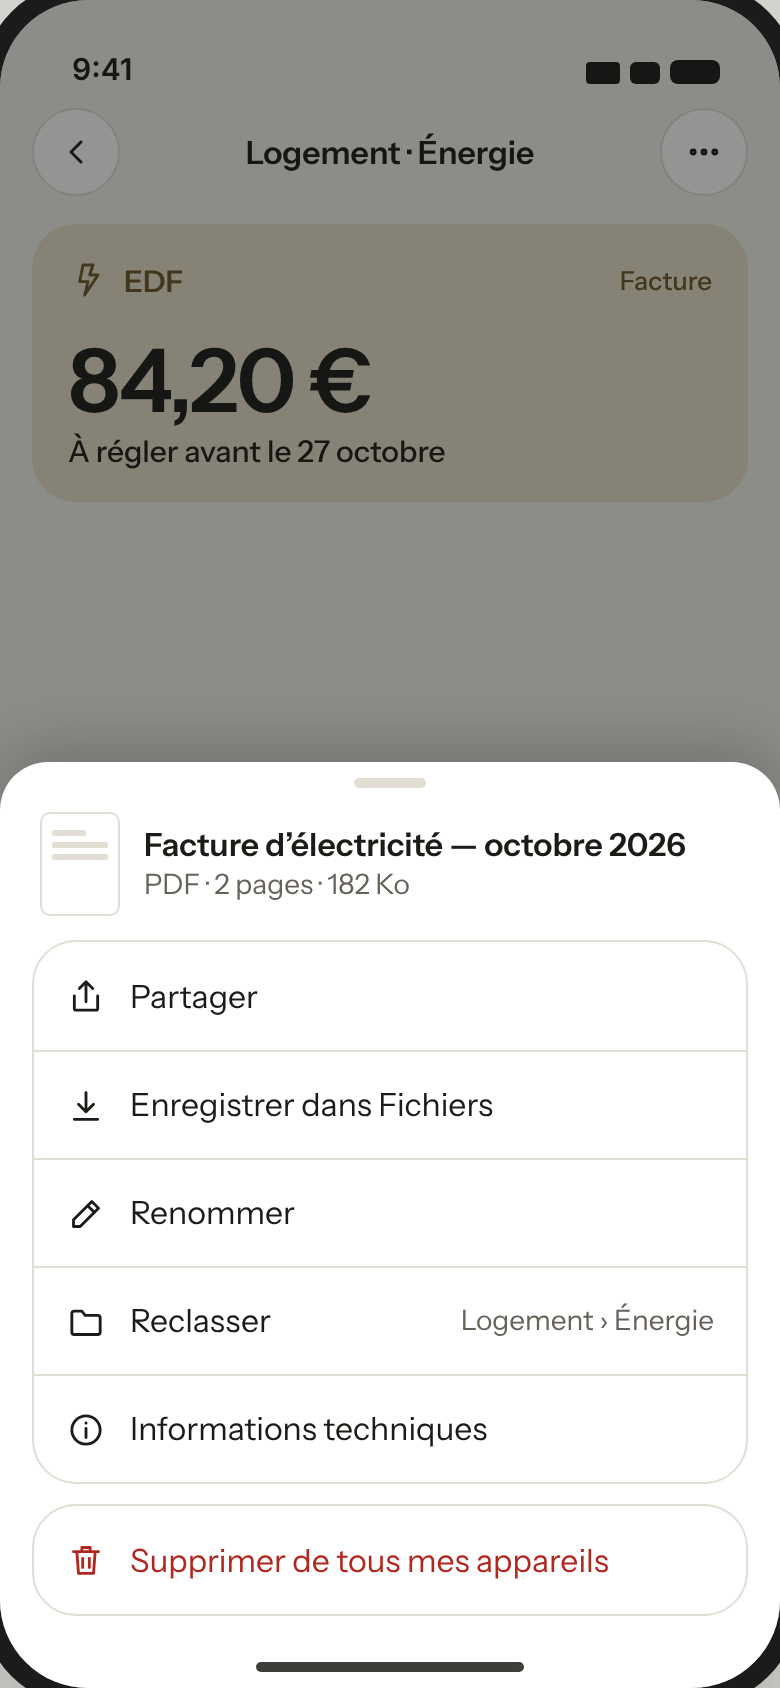 9:41
Logement · Énergie
EDF
Facture
84,20 €
À régler avant le 27 octobre
Facture d’électricité — octobre 2026
PDF · 2 pages · 182 Ko
Partager
Enregistrer dans Fichiers
Renommer
Reclasser
Logement › Énergie
Informations techniques
Supprimer de tous mes appareils